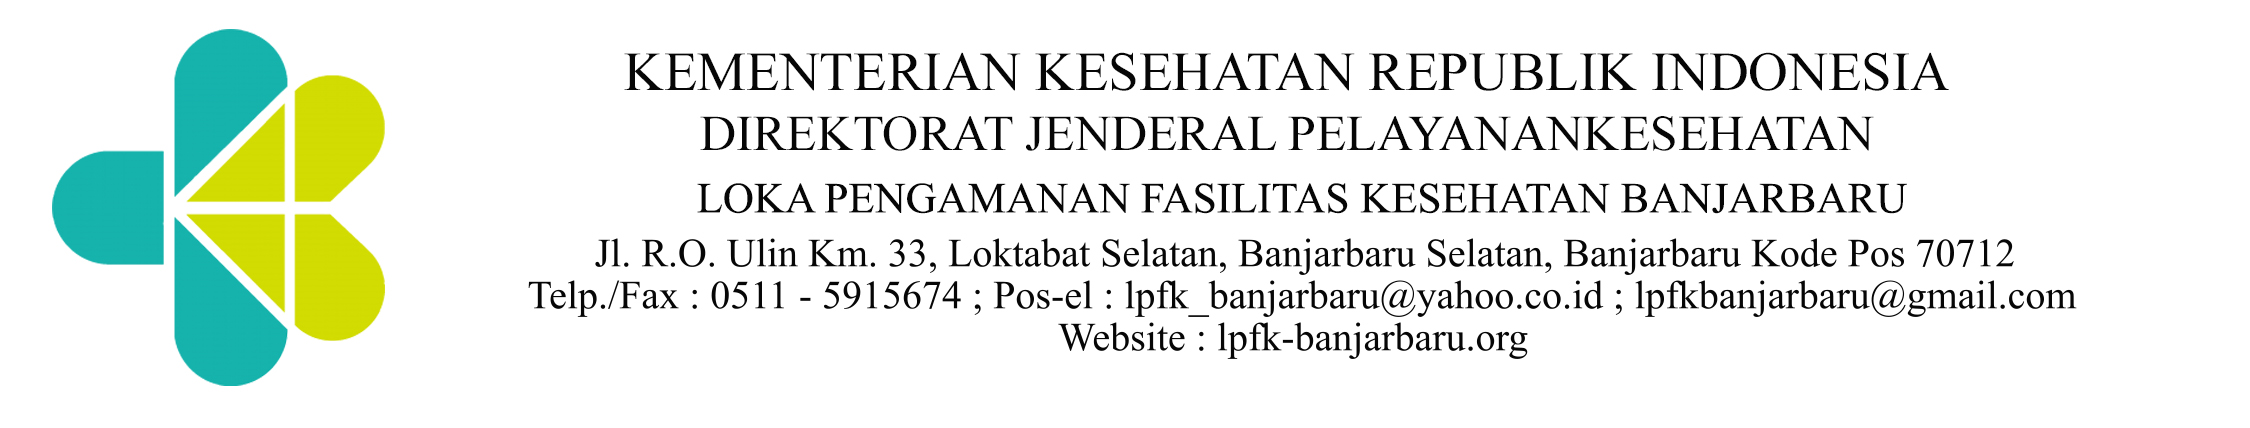 KEMENTERIAN KESEHATAN REPUBLIK INDONESIA
DIREKTORAT JENDERAL PELAYANANKESEHATAN
LOKA PENGAMANAN FASILITAS KESEHATAN BANJARBARU
Jl. R.O. Ulin Km. 33, Loktabat Selatan, Banjarbaru Selatan, Banjarbaru Kode Pos 70712
Telp./Fax : 0511 - 5915674 ; Pos-el : lpfk_banjarbaru@yahoo.co.id ; lpfkbanjarbaru@gmail.com
Website : lpfk-banjarbaru.org